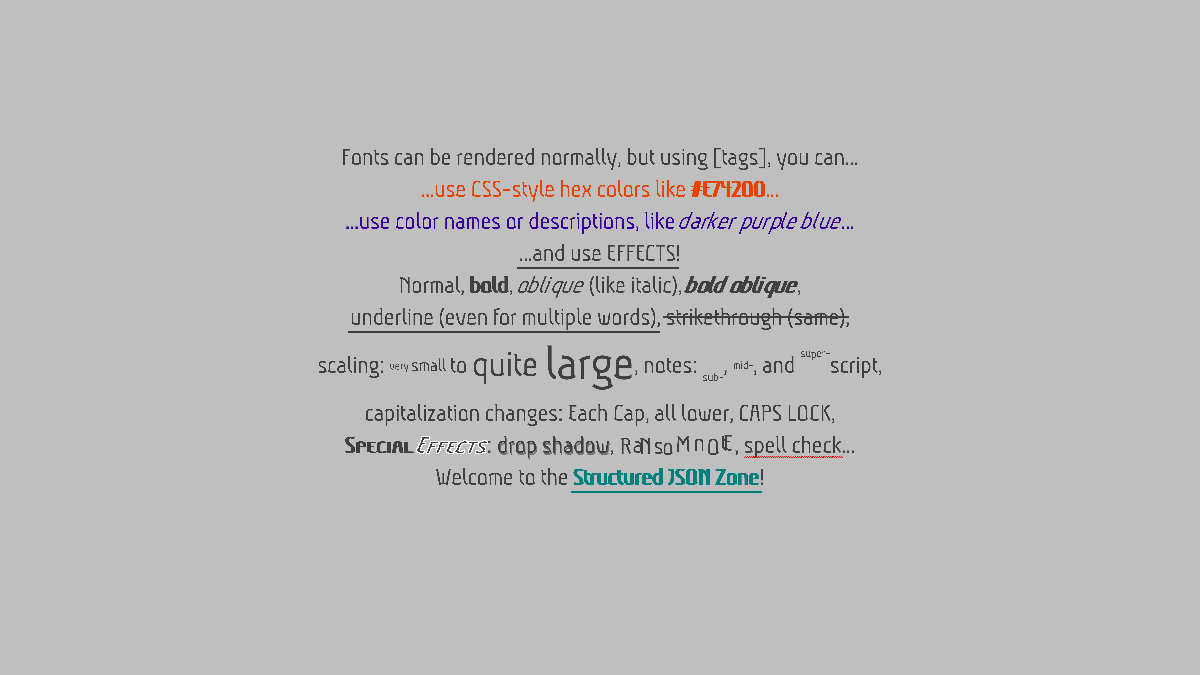 Fonts can be rendered normally, but using [tags], you can...
...use CSS-style hex colors like #E74200...
...use color names or descriptions, like darker purple blue...
...and use EFFECTS!
Normal, bold, oblique (like italic), bold oblique,
underline (even for multiple words), strikethrough (same),
scaling: very small to quite large, notes: sub-, mid-, and super-script,
capitalization changes: Each Cap, all lower, CAPS LOCK,
Special Effects: drop shadow, RaNsoMnOtE, spell check...
Welcome to the Structured JSON Zone!